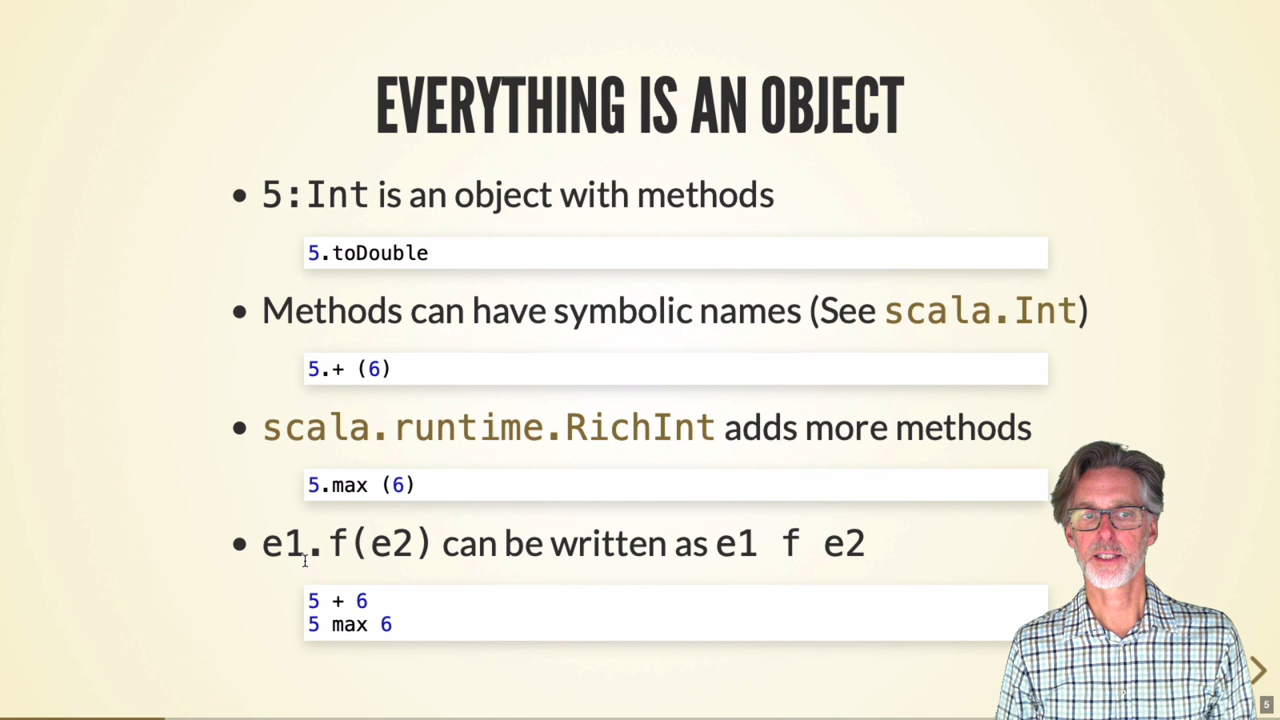 EVERYTHING IS AN OBJECT
• 5:Int is an object with methods
5.toDouble
• Methods can have symbolic names (See scala.Int)
5.+ (6)
• scala.runtime.RichInt adds more methods
5.max (6)
• e1.f(e2) can be written as e1 f e2
5 + 6
5 max 6
5